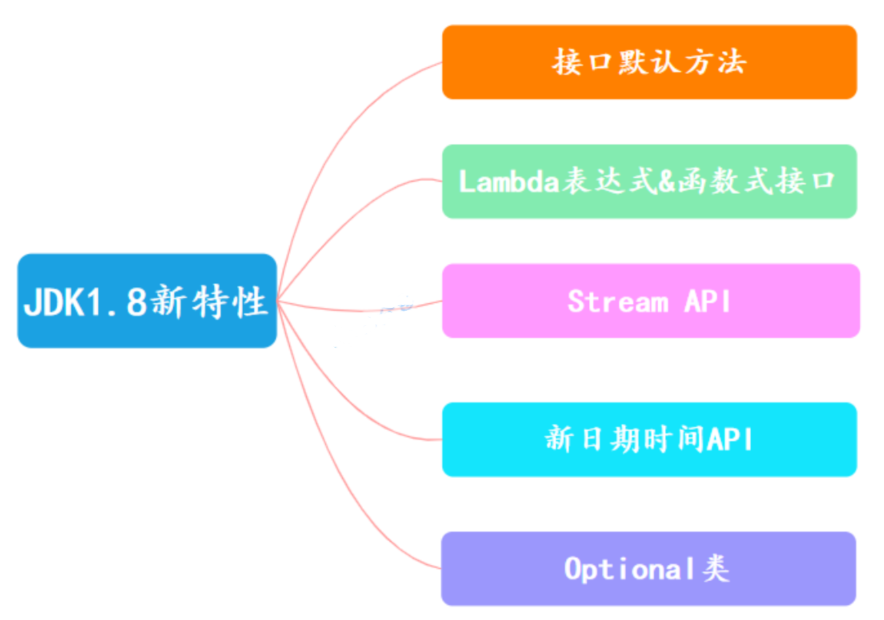 接口默认方法
Lambda表达式&函数式接口
JDK1.8新特性
Stream API
新日期时间API
Optional类